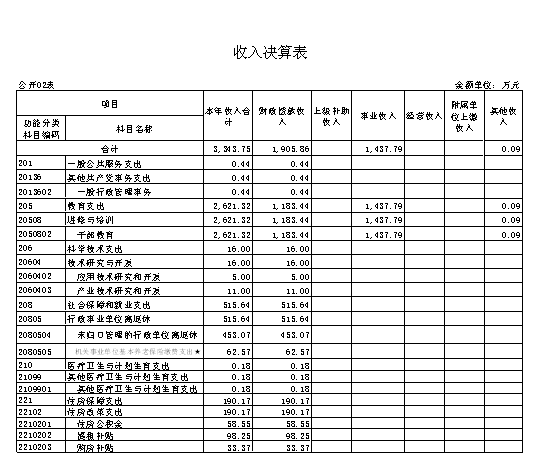 收入决算表
公开02表 金额单位：万元
项目 本年收入合计 财政拨款收入 上级补助收入 事业收入 经营收入 附属单位上缴收入 其他收入
功能分类科目编码 科目名称
合计 3,343.75 1,905.86 1,437.79 0.09
201 一般公共服务支出 0.44 0.44
20136 其他共产党事务支出 0.44 0.44
2013602 一般行政管理事务 0.44 0.44
205 教育支出 2,621.32 1,183.44 1,437.79 0.09
20508 进修与培训 2,621.32 1,183.44 1,437.79 0.09
2050802 干部教育 2,621.32 1,183.44 1,437.79 0.09
206 科学技术支出 16.00 16.00
20604 技术研究与开发 16.00 16.00
2060402 应用技术研究和开发 5.00 5.00
2060403 产业技术研究和开发 11.00 11.00
208 社会保障和就业支出 515.64 515.64
20805 行政事业单位离退休 515.64 515.64
2080504 未归口管理的行政单位离退休 453.07 453.07
2080505 机关事业单位基本养老保险缴费支出★ 62.57 62.57
210 医疗卫生与计划生育支出 0.18 0.18
21099 其他医疗卫生与计划生育支出 0.18 0.18
2109901 其他医疗卫生与计划生育支出 0.18 0.18
221 住房保障支出 190.17 190.17
22102 住房改革支出 190.17 190.17
2210201 住房公积金 58.55 58.55
2210202 提租补贴 98.25 98.25
2210203 购房补贴 33.37 33.37